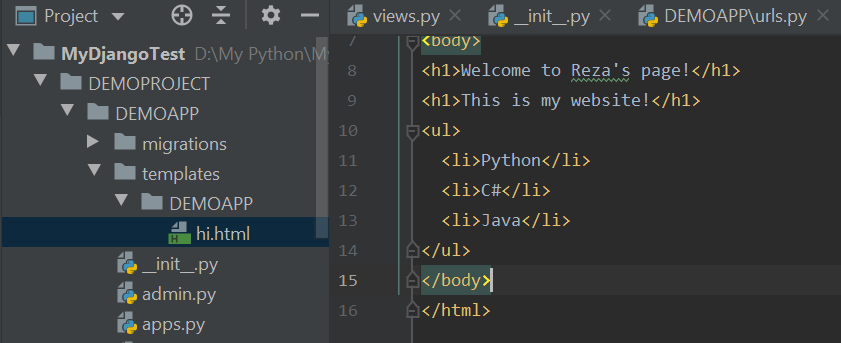 Project
MyDjangoTest D:\My Python\My
DEMOPROJECT
DEMOAPP
migrations
templates
DEMOAPP
hi.html
__init__.py
admin.py
apps.py
views.py
__init__.py
DEMOAPP\urls.py
7 <body>
8 <h1>Welcome to Reza's page!</h1>
9 <h1>This is my website!</h1>
10 <ul>
11 <li>Python</li>
12 <li>C#</li>
13 <li>Java</li>
14 </ul>
15 </body>
16 </html>